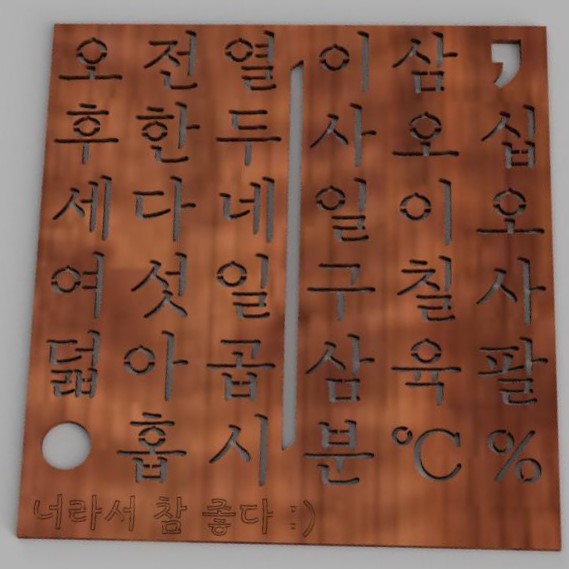 오 전 열 이 삼 ,
후 한 두 사 오 십
세 다 네 일 이 오
여 섯 일 구 칠 사
덟 아 곱 삼 육 팔
홉 시 분 ℃ %
너라서 참 좋다 :)